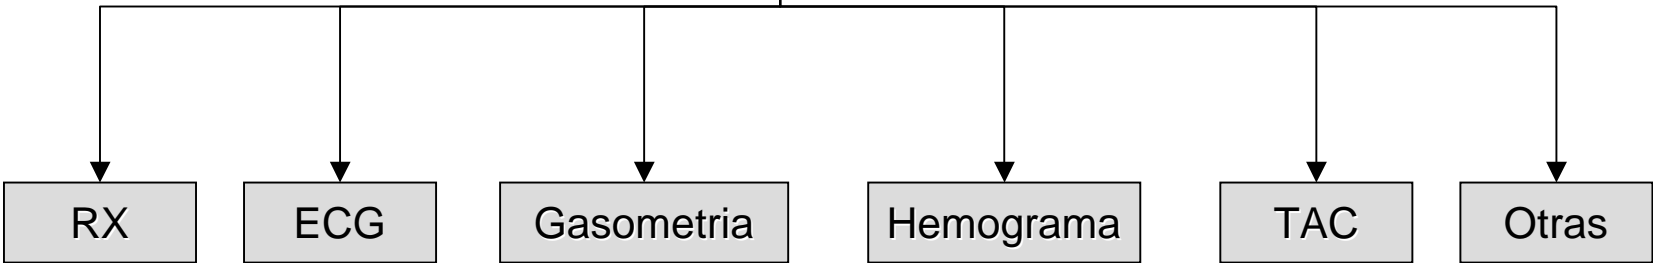 RX
ECG
Gasometria
Hemograma
TAC
Otras